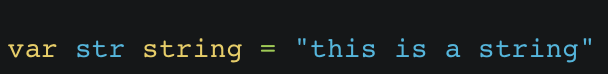 var str string = "this is a string"